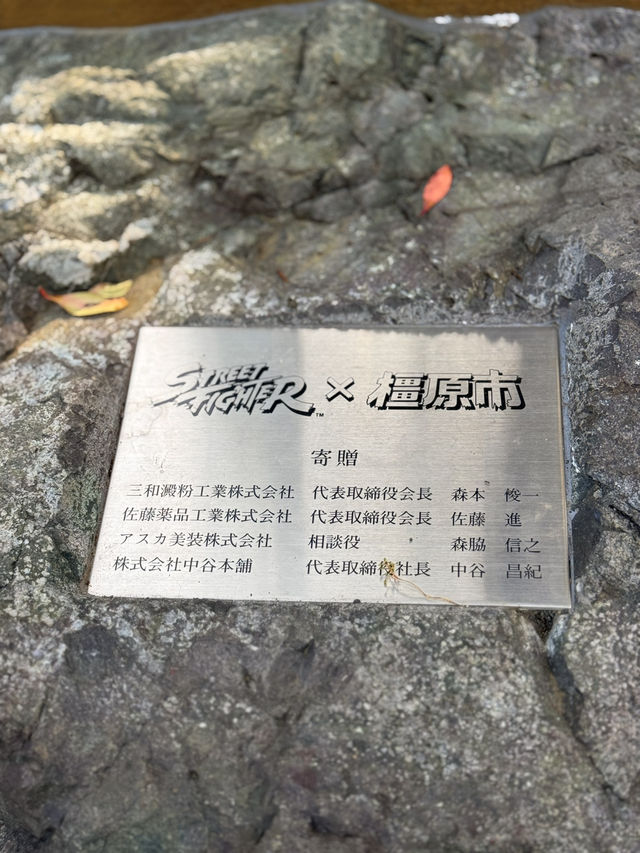 STREET FIGHTER™ × 橿原市
寄贈
三和澱粉工業株式会社 代表取締役会長 森本 俊一
佐藤薬品工業株式会社 代表取締役会長 佐藤 進
アスカ美装株式会社 相談役 森脇 信之
株式会社中谷本舗 代表取締役社長 中谷 昌紀